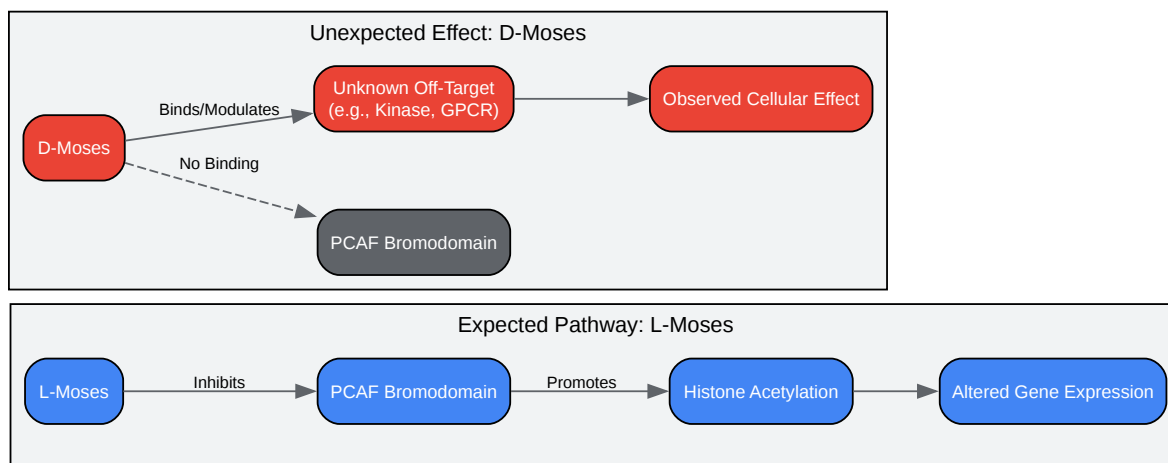 Unexpected Effect: D-Moses
D-Moses
Binds/Modulates
Unknown Off-Target
(e.g., Kinase, GPCR)
Observed Cellular Effect
No Binding
PCAF Bromodomain
Expected Pathway: L-Moses
L-Moses
Inhibits
PCAF Bromodomain
Promotes
Histone Acetylation
Altered Gene Expression